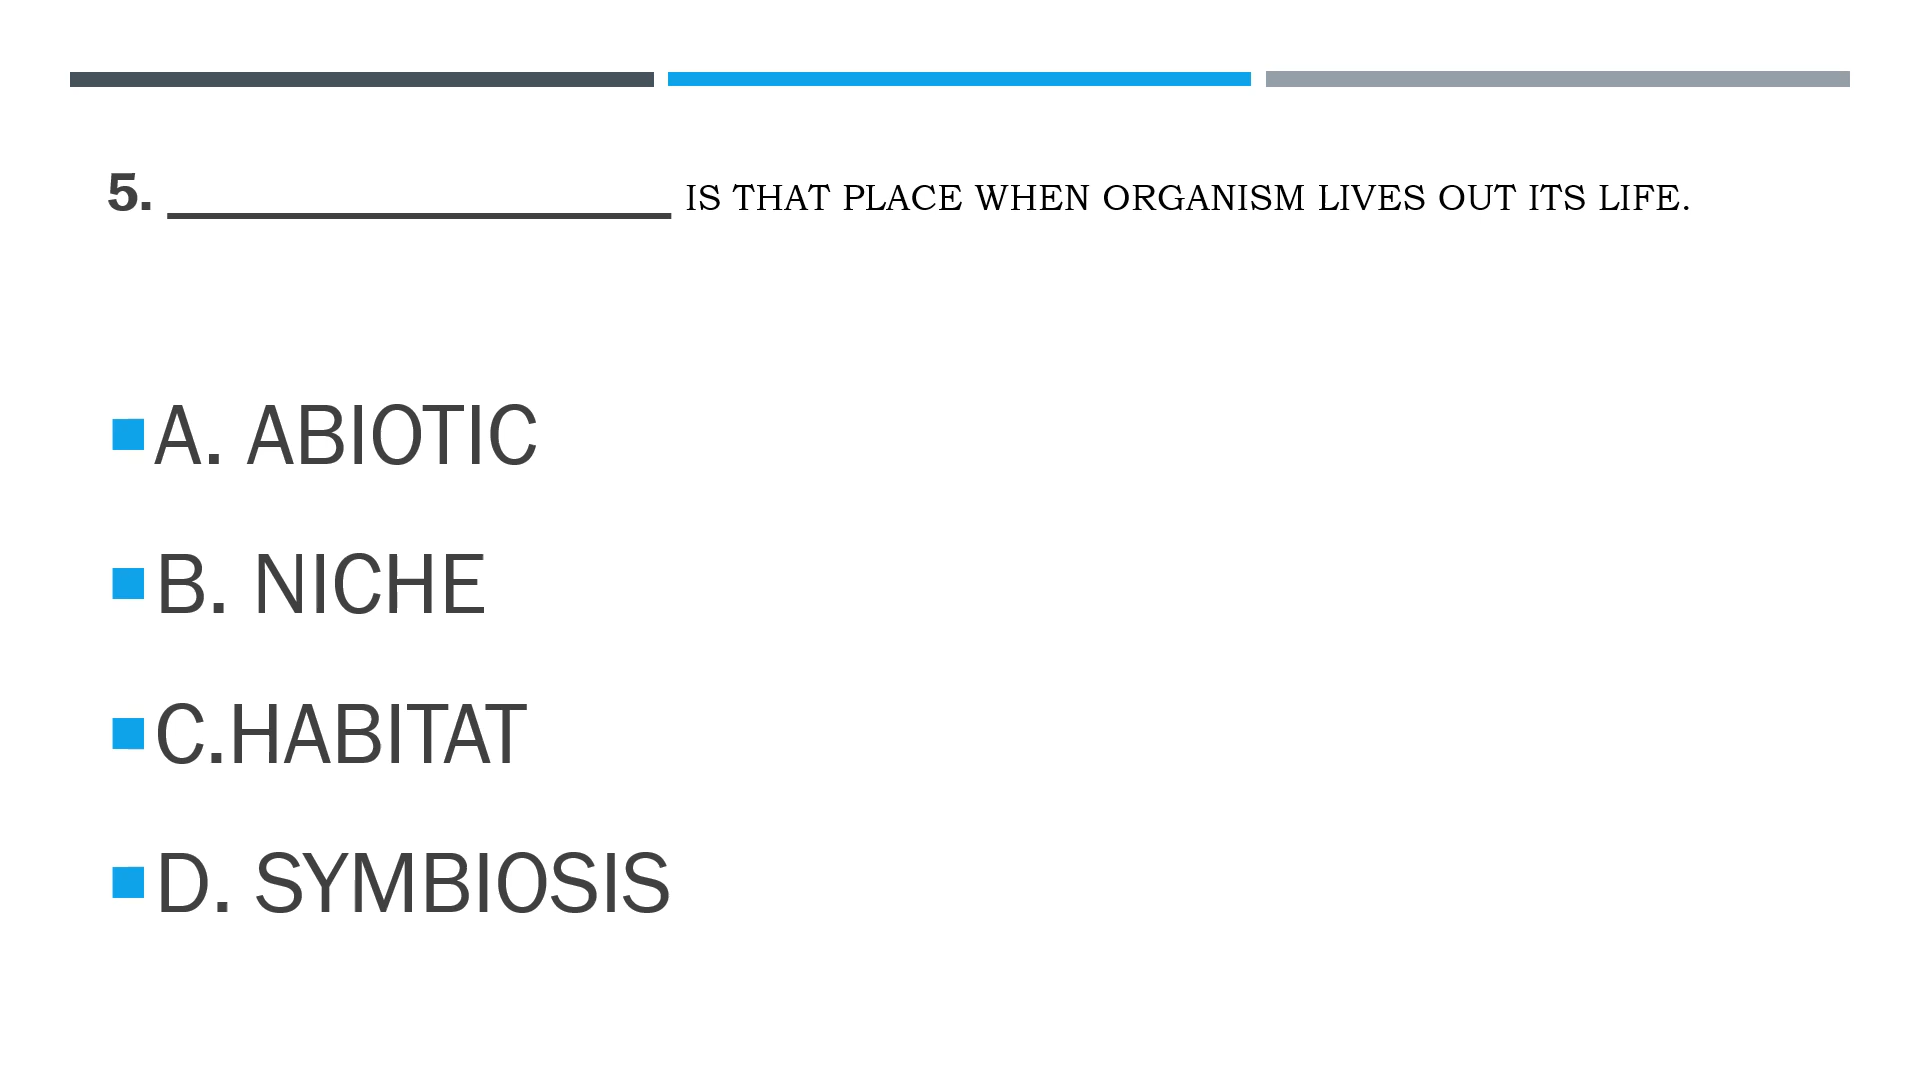 5. ____________________ IS THAT PLACE WHEN ORGANISM LIVES OUT ITS LIFE.
A. ABIOTIC
B. NICHE
C.HABITAT
D. SYMBIOSIS